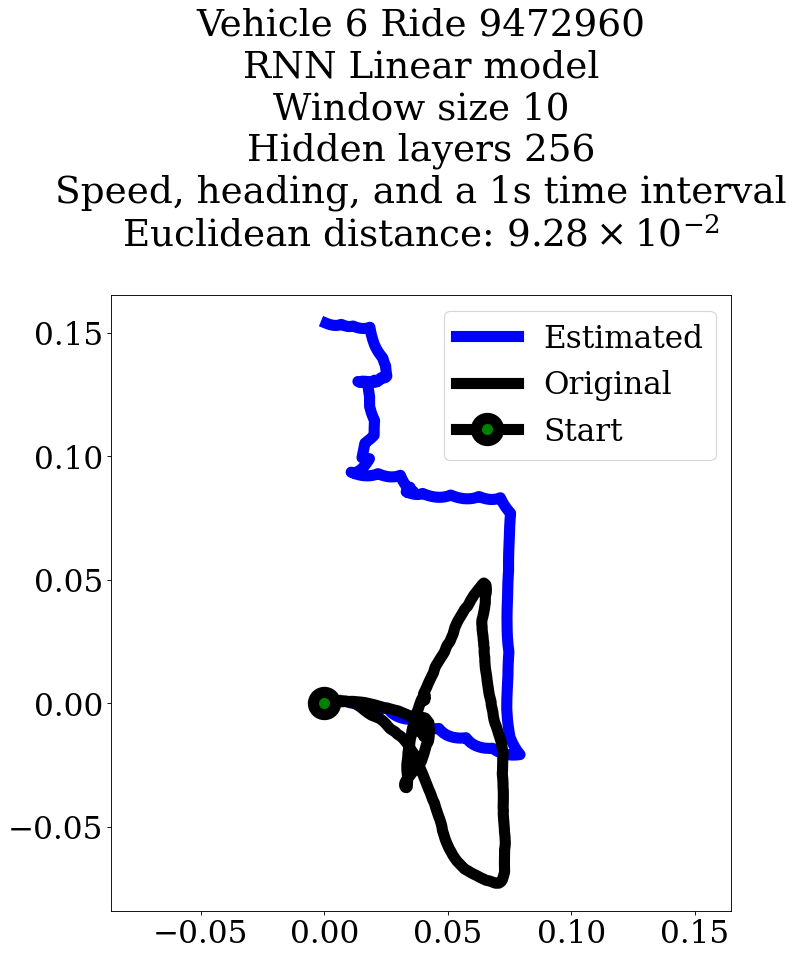 Vehicle 6 Ride 9472960
RNN Linear model
Window size 10
Hidden layers 256
Speed, heading, and a 1s time interval
Euclidean distance: 9.28 × 10⁻²
Estimated
Original
Start
0.15
0.10
0.05
0.00
−0.05
−0.05
0.00
0.05
0.10
0.15